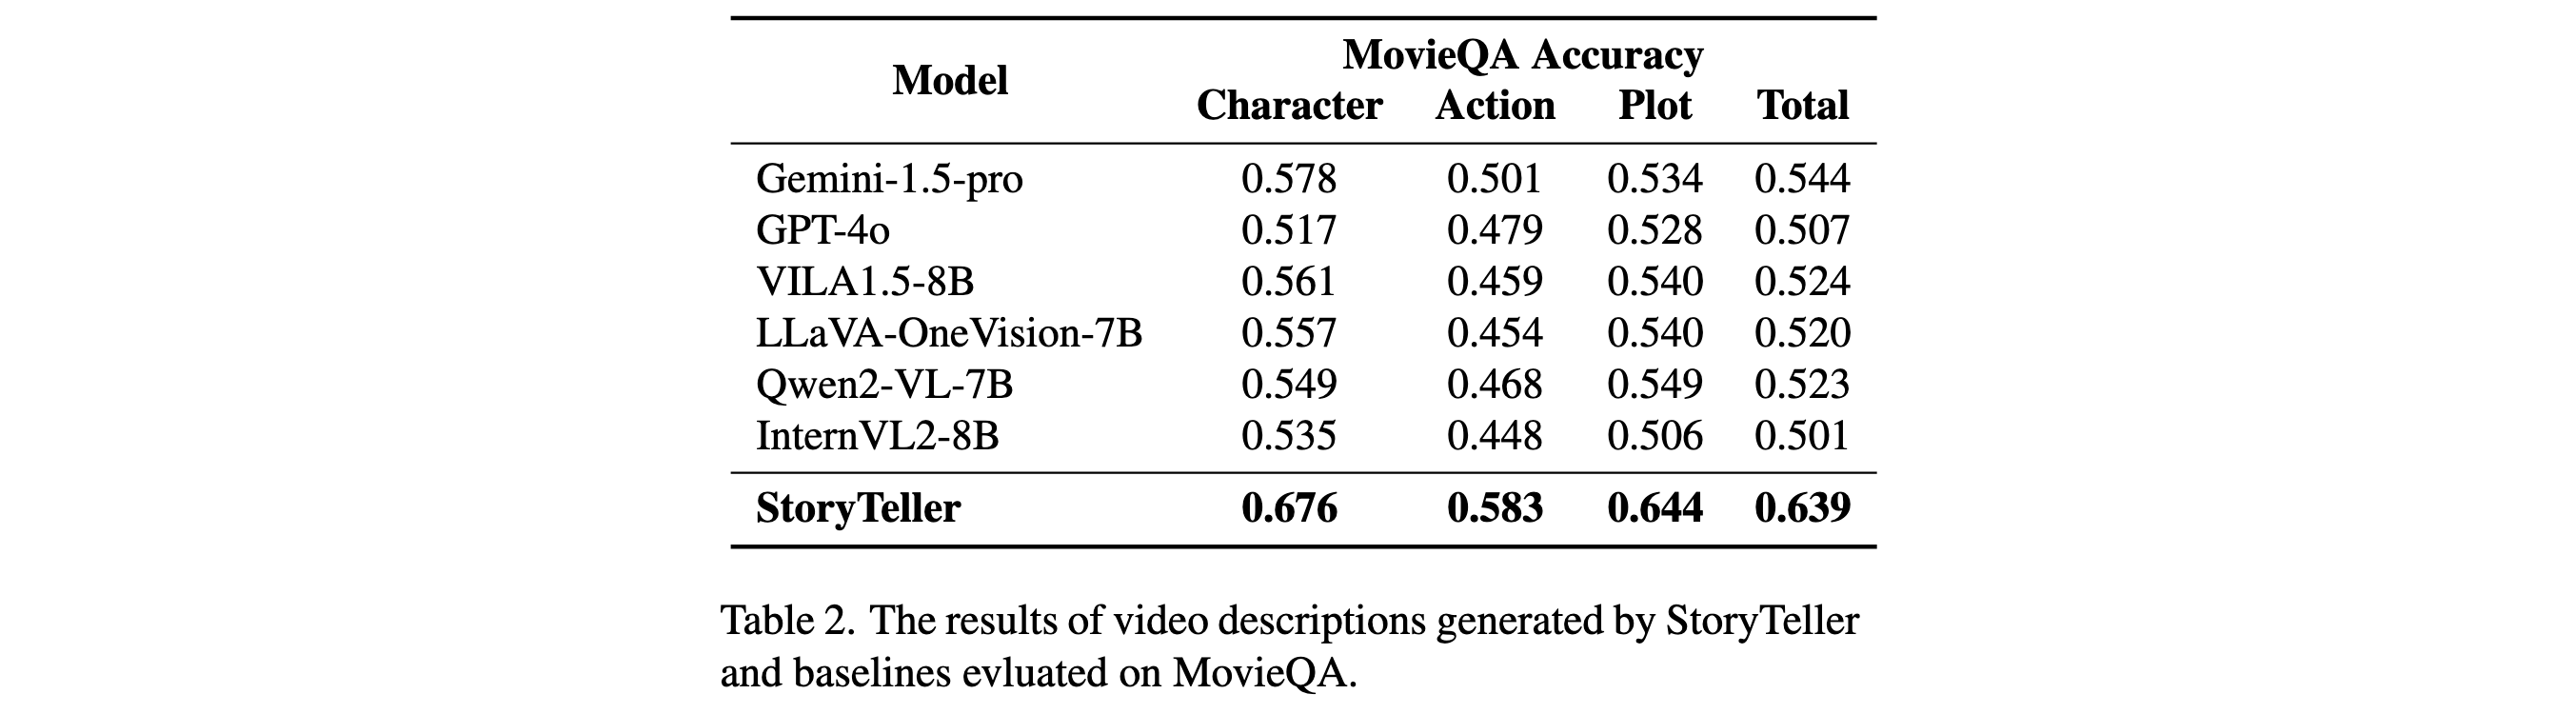 MovieQA Accuracy
Model
Character Action Plot Total
Gemini-1.5-pro 0.578 0.501 0.534 0.544
GPT-4o 0.517 0.479 0.528 0.507
VILA1.5-8B 0.561 0.459 0.540 0.524
LLaVA-OneVision-7B 0.557 0.454 0.540 0.520
Qwen2-VL-7B 0.549 0.468 0.549 0.523
InternVL2-8B 0.535 0.448 0.506 0.501
StoryTeller 0.676 0.583 0.644 0.639
Table 2. The results of video descriptions generated by StoryTeller
and baselines evluated on MovieQA.